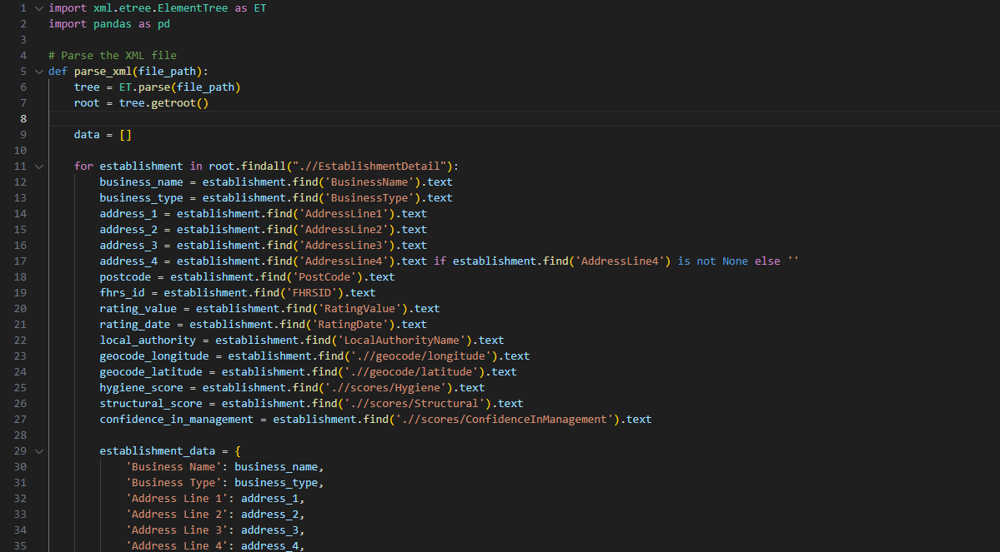 1 import xml.etree.ElementTree as ET
2 import pandas as pd
3
4 # Parse the XML file
5 def parse_xml(file_path):
6     tree = ET.parse(file_path)
7     root = tree.getroot()
8
9     data = []
10
11     for establishment in root.findall(".//EstablishmentDetail"):
12         business_name = establishment.find('BusinessName').text
13         business_type = establishment.find('BusinessType').text
14         address_1 = establishment.find('AddressLine1').text
15         address_2 = establishment.find('AddressLine2').text
16         address_3 = establishment.find('AddressLine3').text
17         address_4 = establishment.find('AddressLine4').text if establishment.find('AddressLine4') is not None else ''
18         postcode = establishment.find('PostCode').text
19         fhrs_id = establishment.find('FHRSID').text
20         rating_value = establishment.find('RatingValue').text
21         rating_date = establishment.find('RatingDate').text
22         local_authority = establishment.find('LocalAuthorityName').text
23         geocode_longitude = establishment.find('.//geocode/longitude').text
24         geocode_latitude = establishment.find('.//geocode/latitude').text
25         hygiene_score = establishment.find('.//scores/Hygiene').text
26         structural_score = establishment.find('.//scores/Structural').text
27         confidence_in_management = establishment.find('.//scores/ConfidenceInManagement').text
28
29         establishment_data = {
30             'Business Name': business_name,
31             'Business Type': business_type,
32             'Address Line 1': address_1,
33             'Address Line 2': address_2,
34             'Address Line 3': address_3,
35             'Address Line 4': address_4,